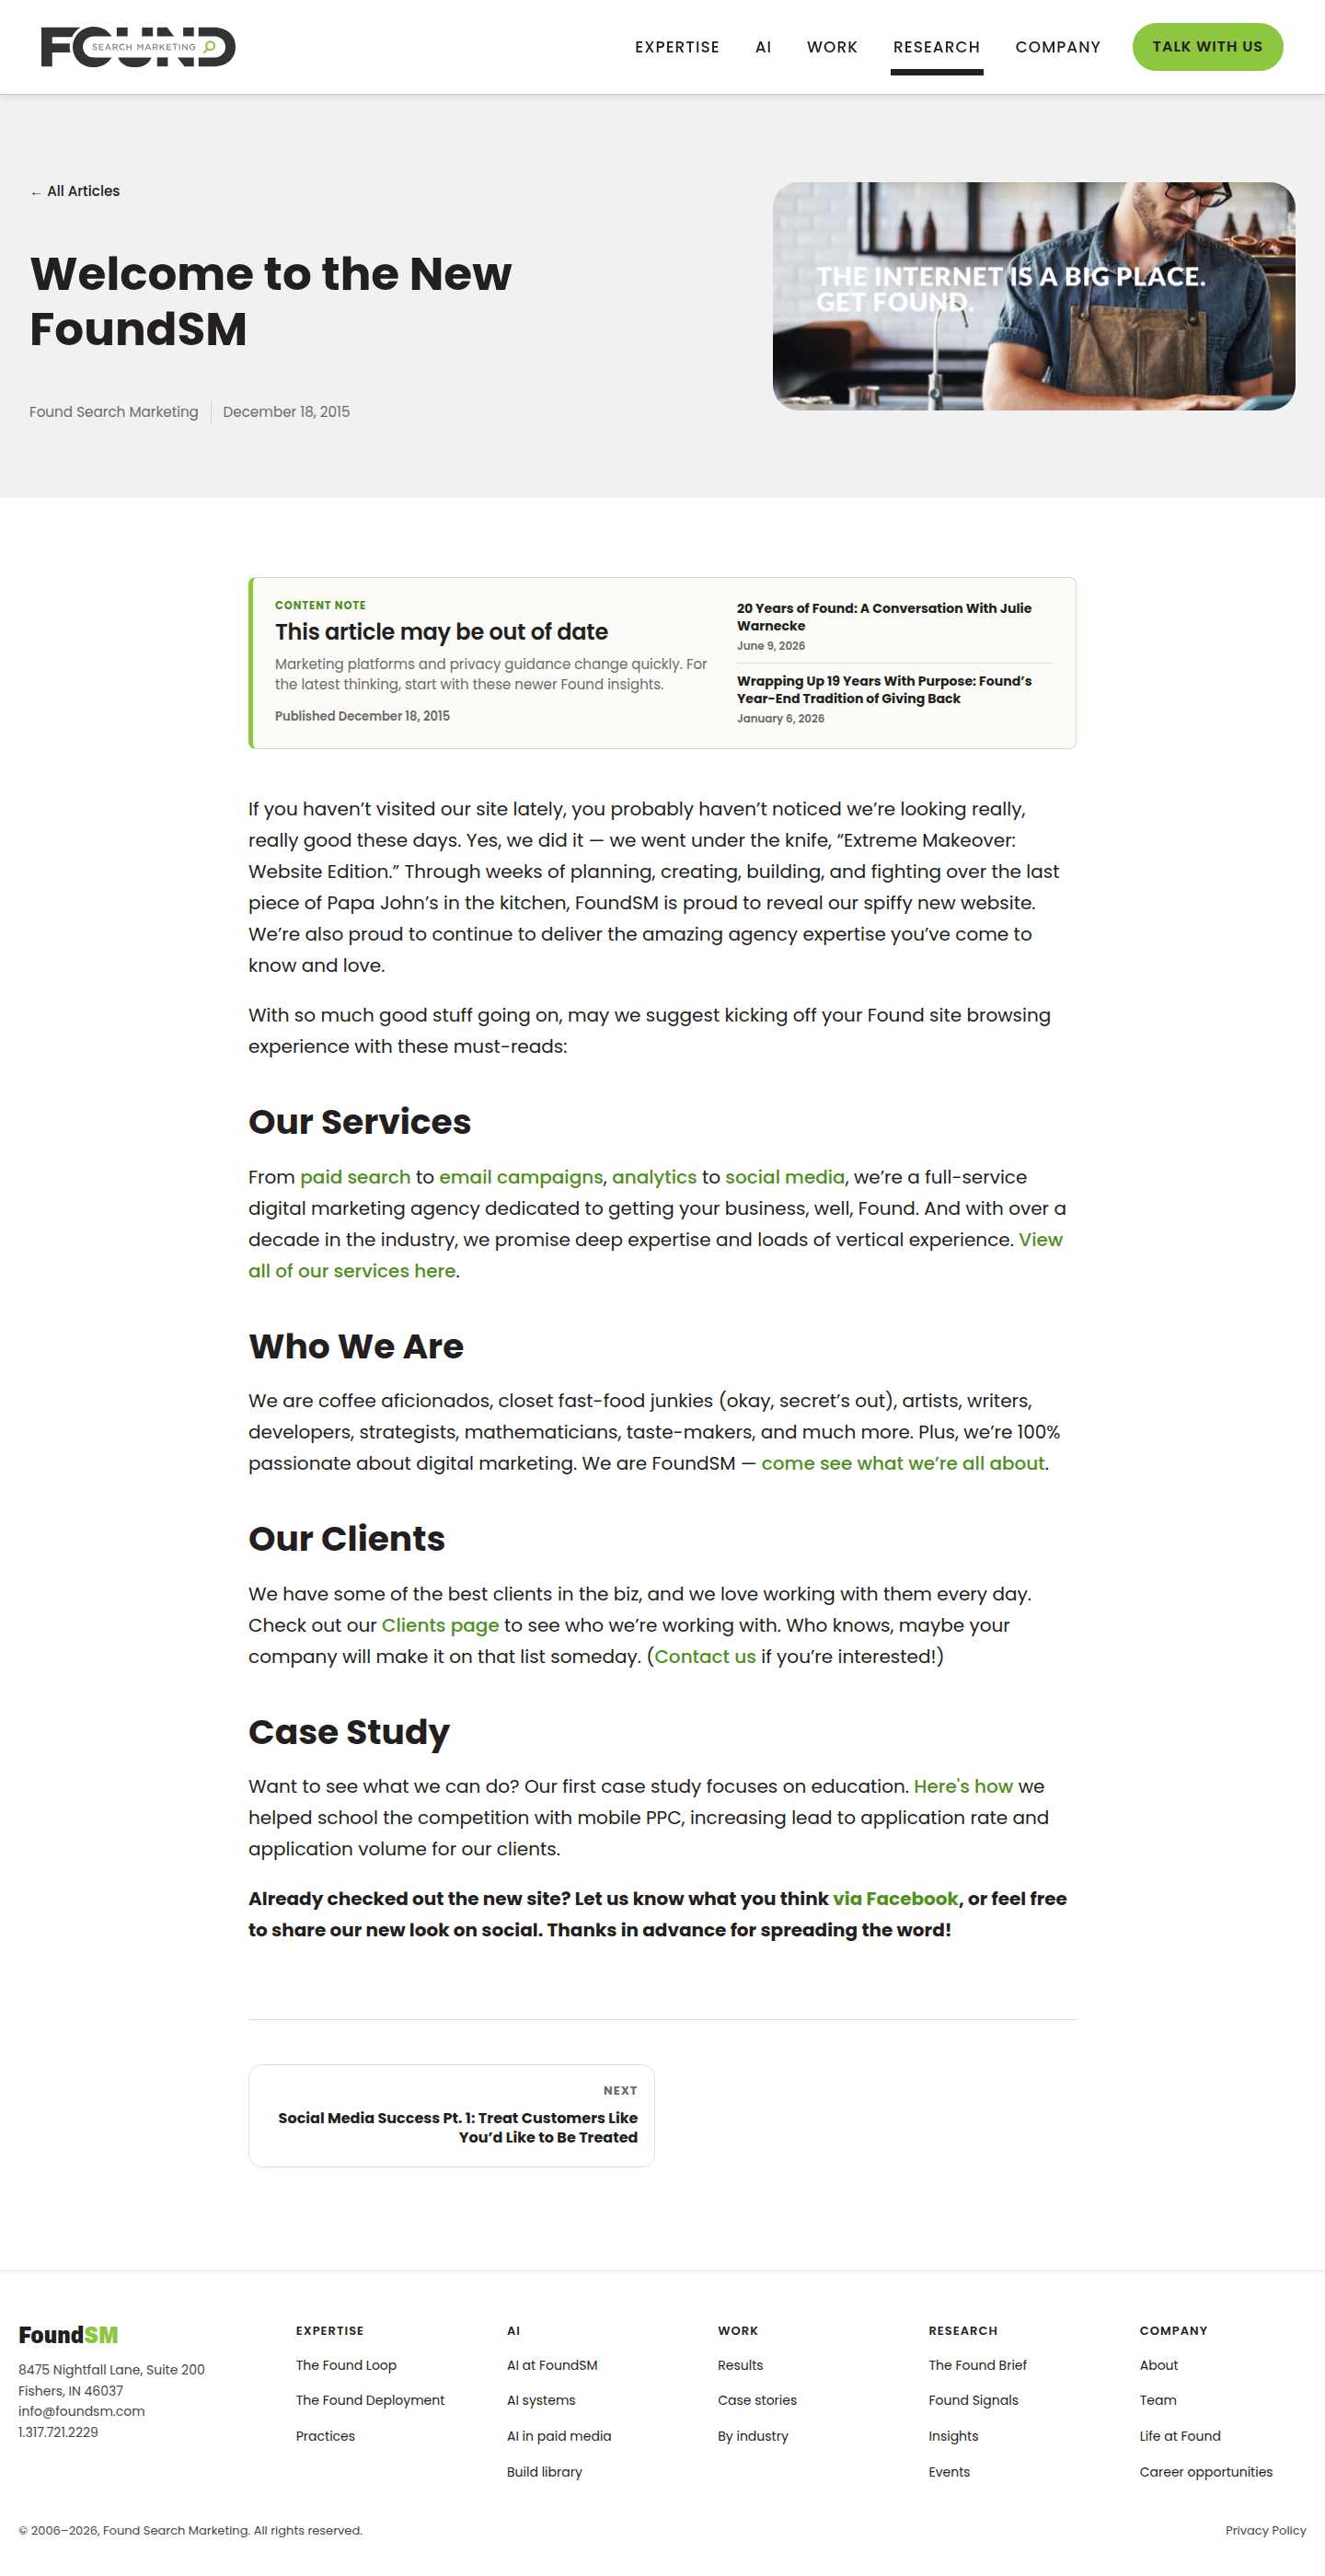 FOUND
SEARCH MARKETING
EXPERTISE
AI
WORK
RESEARCH
COMPANY
TALK WITH US
← All Articles
Welcome to the New
FoundSM
Found Search Marketing
December 18, 2015
THE INTERNET IS A BIG PLACE.
GET FOUND.
CONTENT NOTE
This article may be out of date
Marketing platforms and privacy guidance change quickly. For
the latest thinking, start with these newer Found insights.
Published December 18, 2015
20 Years of Found: A Conversation With Julie
Warnecke
June 9, 2026
Wrapping Up 19 Years With Purpose: Found’s
Year-End Tradition of Giving Back
January 6, 2026
If you haven’t visited our site lately, you probably haven’t noticed we’re looking really,
really good these days. Yes, we did it — we went under the knife, “Extreme Makeover:
Website Edition.” Through weeks of planning, creating, building, and fighting over the last
piece of Papa John’s in the kitchen, FoundSM is proud to reveal our spiffy new website.
We’re also proud to continue to deliver the amazing agency expertise you’ve come to
know and love.
With so much good stuff going on, may we suggest kicking off your Found site browsing
experience with these must-reads:
Our Services
From paid search to email campaigns, analytics to social media, we’re a full-service
digital marketing agency dedicated to getting your business, well, Found. And with over a
decade in the industry, we promise deep expertise and loads of vertical experience. View
all of our services here.
Who We Are
We are coffee aficionados, closet fast-food junkies (okay, secret’s out), artists, writers,
developers, strategists, mathematicians, taste-makers, and much more. Plus, we’re 100%
passionate about digital marketing. We are FoundSM — come see what we’re all about.
Our Clients
We have some of the best clients in the biz, and we love working with them every day.
Check out our Clients page to see who we’re working with. Who knows, maybe your
company will make it on that list someday. (Contact us if you’re interested!)
Case Study
Want to see what we can do? Our first case study focuses on education. Here's how we
helped school the competition with mobile PPC, increasing lead to application rate and
application volume for our clients.
Already checked out the new site? Let us know what you think via Facebook, or feel free
to share our new look on social. Thanks in advance for spreading the word!
NEXT
Social Media Success Pt. 1: Treat Customers Like
You’d Like to Be Treated
FoundSM
8475 Nightfall Lane, Suite 200
Fishers, IN 46037
info@foundsm.com
1.317.721.2229
EXPERTISE
The Found Loop
The Found Deployment
Practices
AI
AI at FoundSM
AI systems
AI in paid media
Build library
WORK
Results
Case stories
By industry
RESEARCH
The Found Brief
Found Signals
Insights
Events
COMPANY
About
Team
Life at Found
Career opportunities
© 2006–2026, Found Search Marketing. All rights reserved.
Privacy Policy